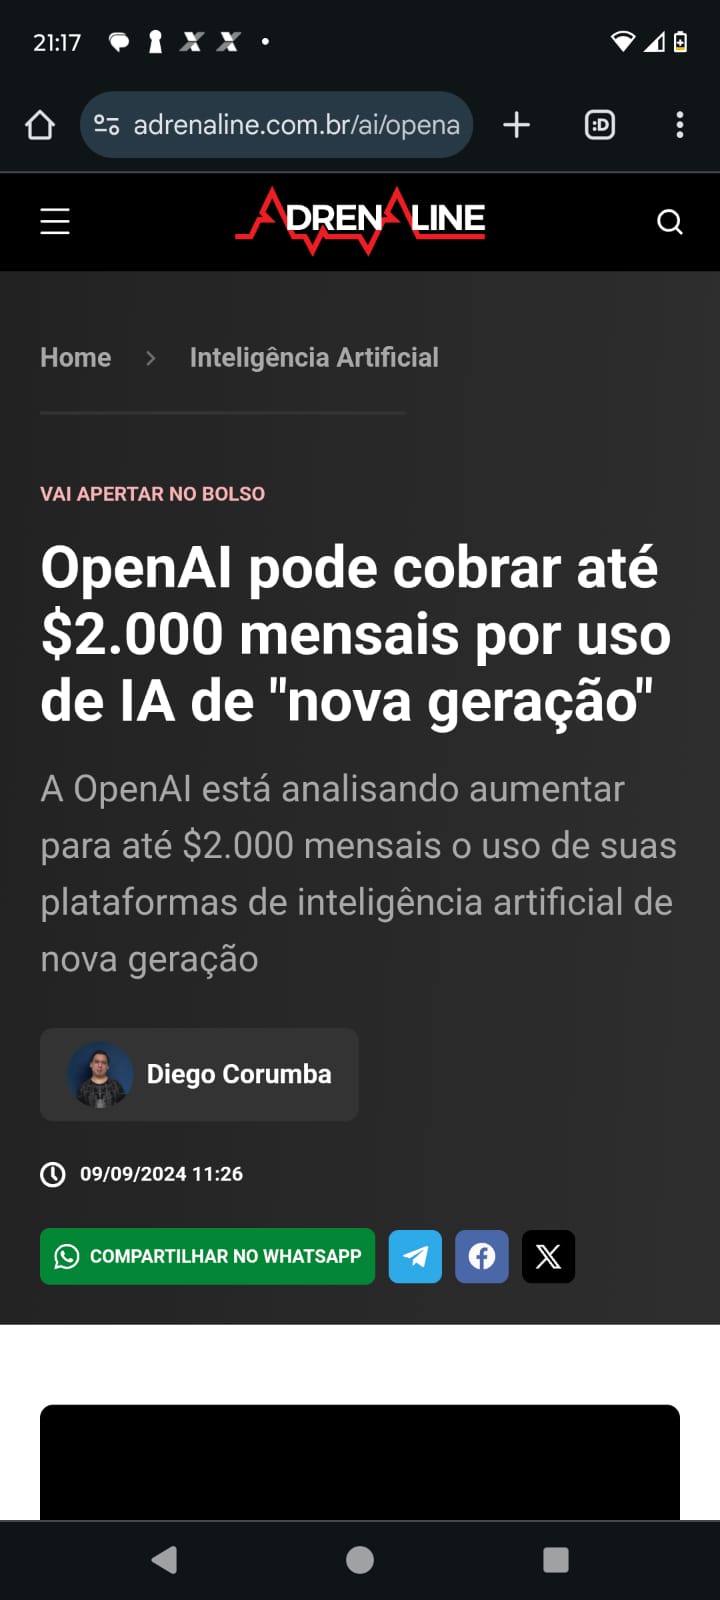 21:17
adrenaline.com.br/ai/opena
:D
ADRENALINE
Home > Inteligência Artificial
VAI APERTAR NO BOLSO
OpenAI pode cobrar até
$2.000 mensais por uso
de IA de "nova geração"
A OpenAI está analisando aumentar
para até $2.000 mensais o uso de suas
plataformas de inteligência artificial de
nova geração
Diego Corumba
09/09/2024 11:26
COMPARTILHAR NO WHATSAPP